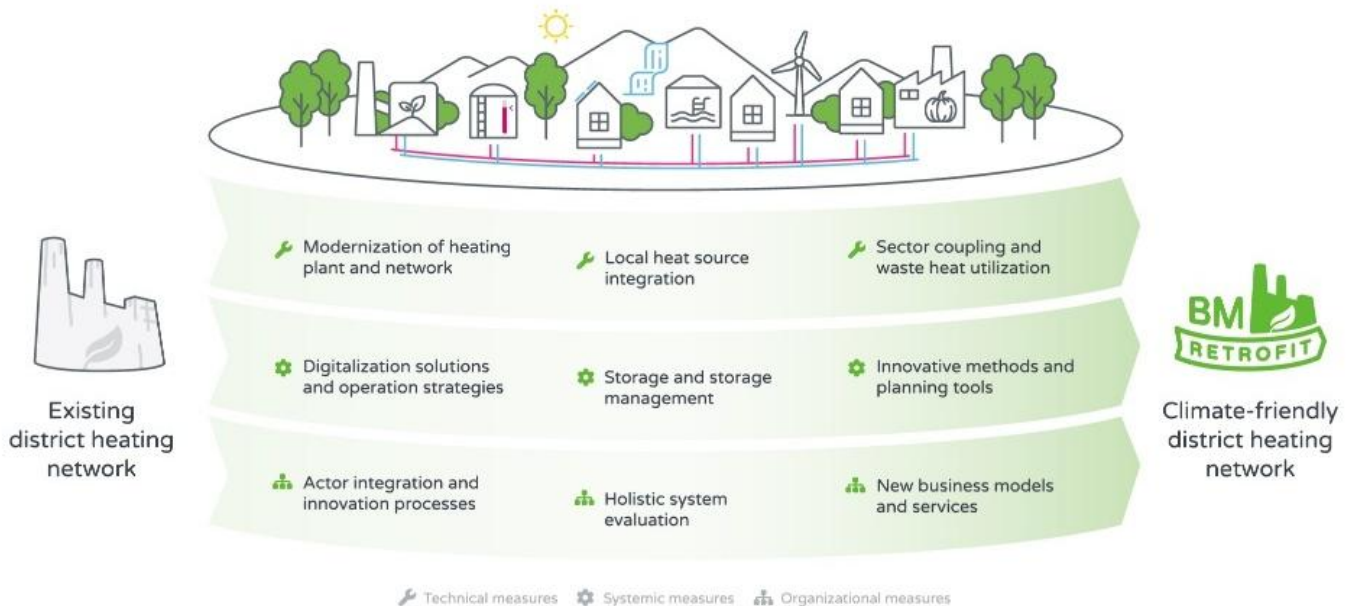 Modernization of heating
plant and network
Local heat source
integration
Sector coupling and
waste heat utilization
Digitalization solutions
and operation strategies
Storage and storage
management
Innovative methods and
planning tools
Actor integration and
innovation processes
Holistic system
evaluation
New business models
and services
Existing
district heating
network
BM
RETROFIT
Climate-friendly
district heating
network
Technical measures Systemic measures Organizational measures